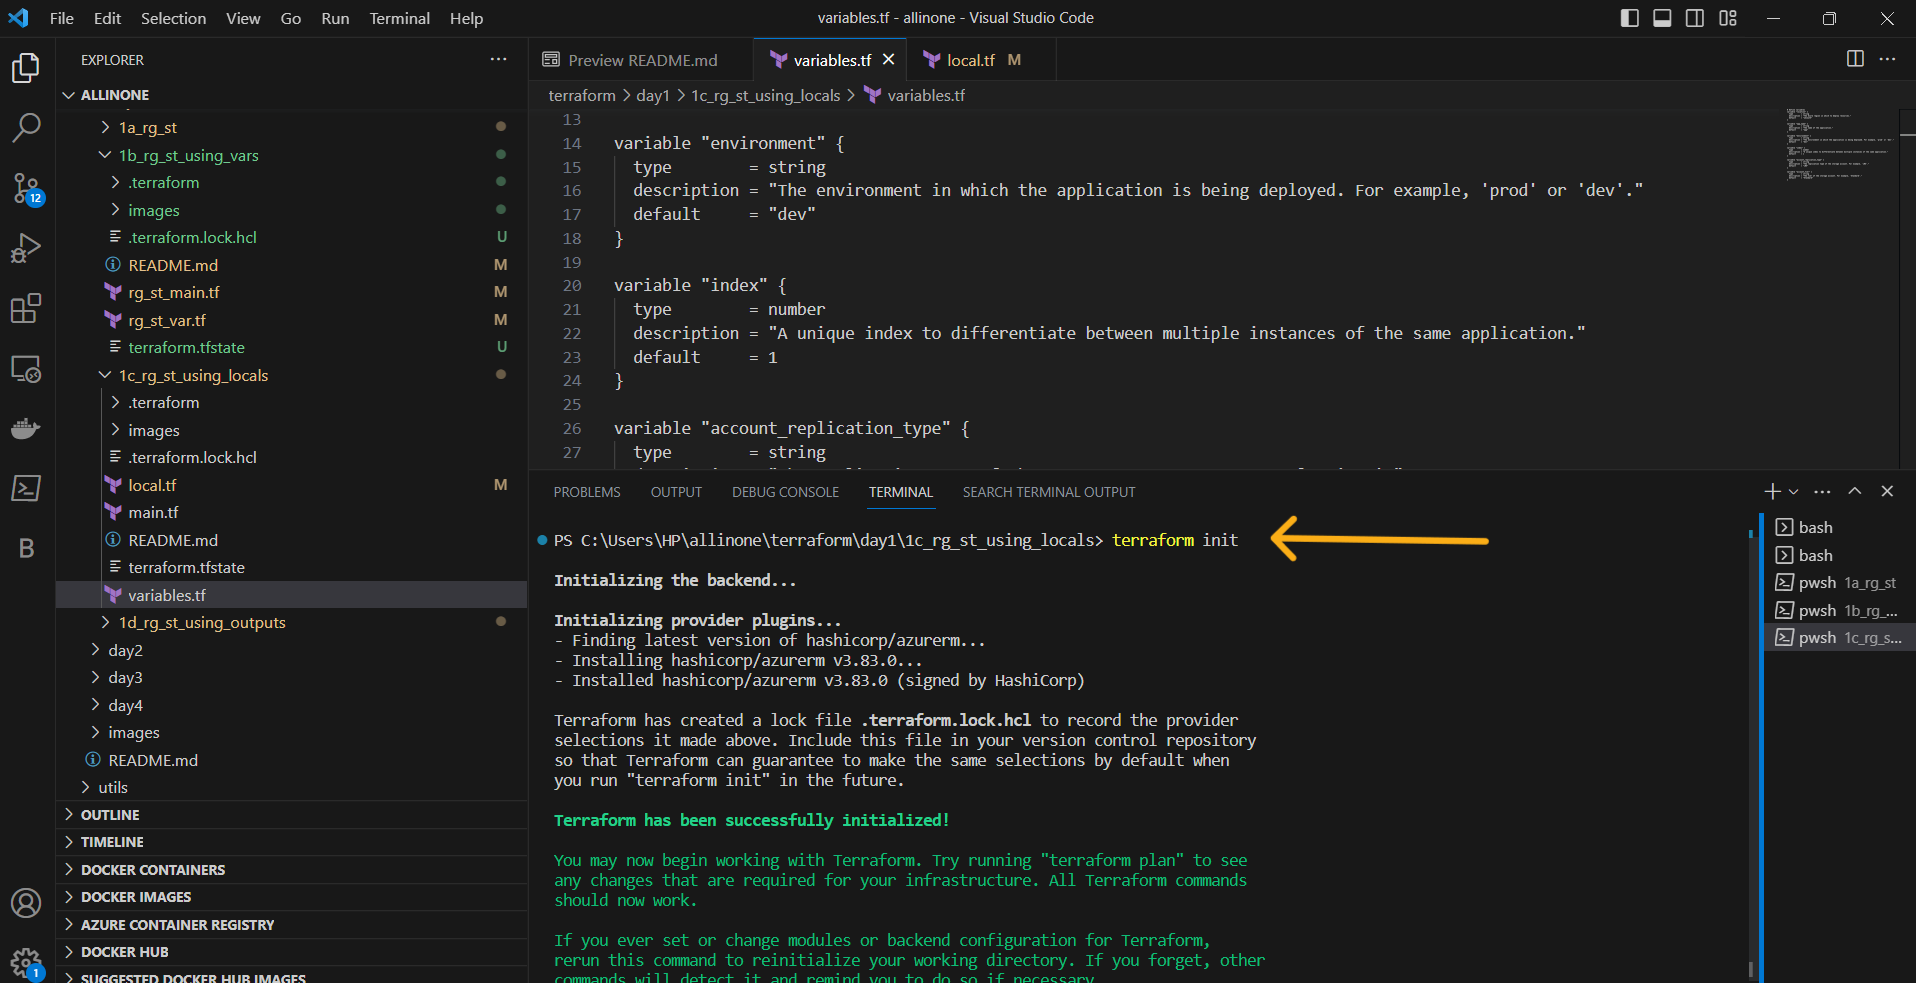 File Edit Selection View Go Run Terminal Help
variables.tf - allinone - Visual Studio Code
EXPLORER
ALLINONE
1a_rg_st
1b_rg_st_using_vars
.terraform
images
.terraform.lock.hcl U
README.md M
rg_st_main.tf M
rg_st_var.tf M
terraform.tfstate U
1c_rg_st_using_locals
.terraform
images
.terraform.lock.hcl
local.tf M
main.tf
README.md
terraform.tfstate
variables.tf
1d_rg_st_using_outputs
day2
day3
day4
images
README.md
utils
OUTLINE
TIMELINE
DOCKER CONTAINERS
DOCKER IMAGES
AZURE CONTAINER REGISTRY
DOCKER HUB
SUGGESTED DOCKER HUB IMAGES
12
B
1
Preview README.md
variables.tf
local.tf M
terraform > day1 > 1c_rg_st_using_locals > variables.tf
13
14 variable "environment" {
15 type = string
16 description = "The environment in which the application is being deployed. For example, 'prod' or 'dev'."
17 default = "dev"
18 }
19
20 variable "index" {
21 type = number
22 description = "A unique index to differentiate between multiple instances of the same application."
23 default = 1
24 }
25
26 variable "account_replication_type" {
27 type = string
PROBLEMS OUTPUT DEBUG CONSOLE TERMINAL SEARCH TERMINAL OUTPUT
PS C:\Users\HP\allinone\terraform\day1\1c_rg_st_using_locals> terraform init
Initializing the backend...
Initializing provider plugins...
- Finding latest version of hashicorp/azurerm...
- Installing hashicorp/azurerm v3.83.0...
- Installed hashicorp/azurerm v3.83.0 (signed by HashiCorp)
Terraform has created a lock file .terraform.lock.hcl to record the provider
selections it made above. Include this file in your version control repository
so that Terraform can guarantee to make the same selections by default when
you run "terraform init" in the future.
Terraform has been successfully initialized!
You may now begin working with Terraform. Try running "terraform plan" to see
any changes that are required for your infrastructure. All Terraform commands
should now work.
If you ever set or change modules or backend configuration for Terraform,
rerun this command to reinitialize your working directory. If you forget, other
commands will detect it and remind you to do so if necessary.
bash
bash
pwsh 1a_rg_st
pwsh 1b_rg_...
pwsh 1c_rg_s...